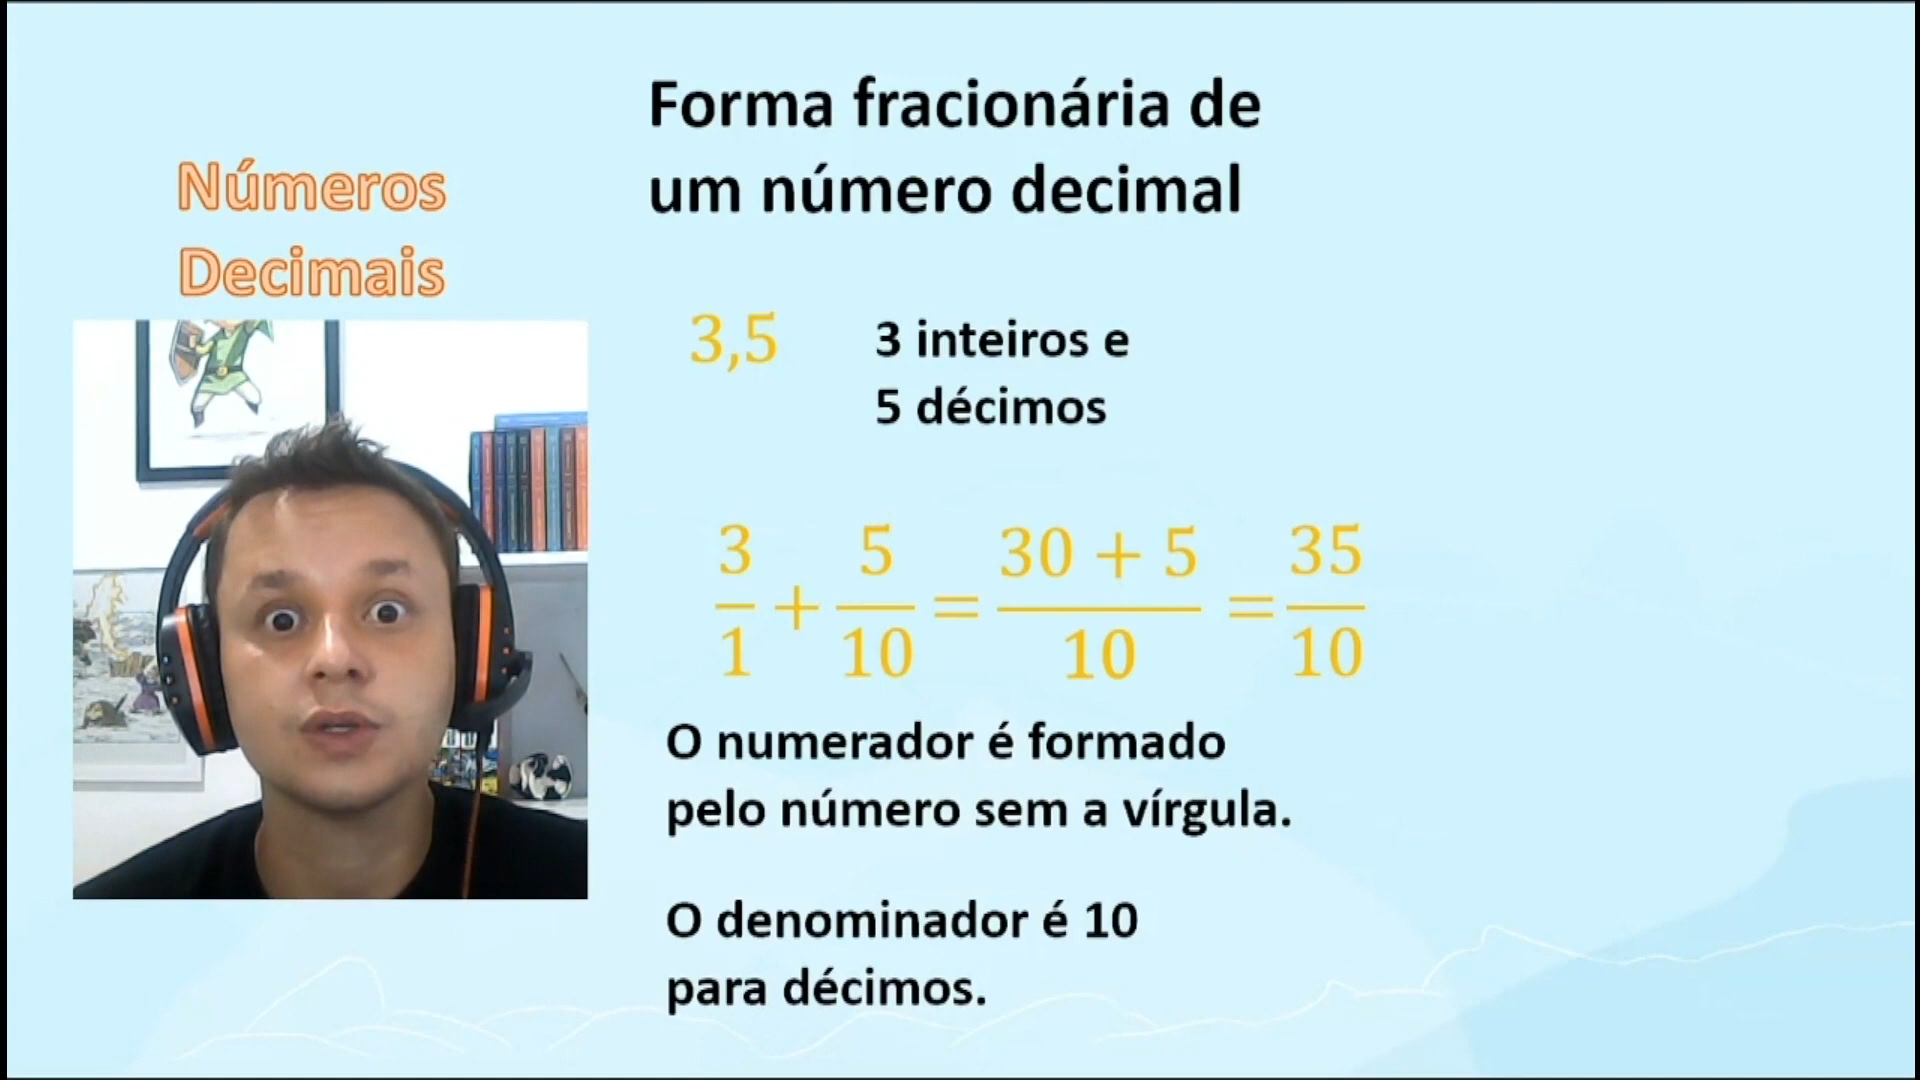 Números
Decimais
Forma fracionária de
um número decimal
3,5
3 inteiros e
5 décimos
3/1 + 5/10 = 30 + 5/10 = 35/10
O numerador é formado
pelo número sem a vírgula.
O denominador é 10
para décimos.